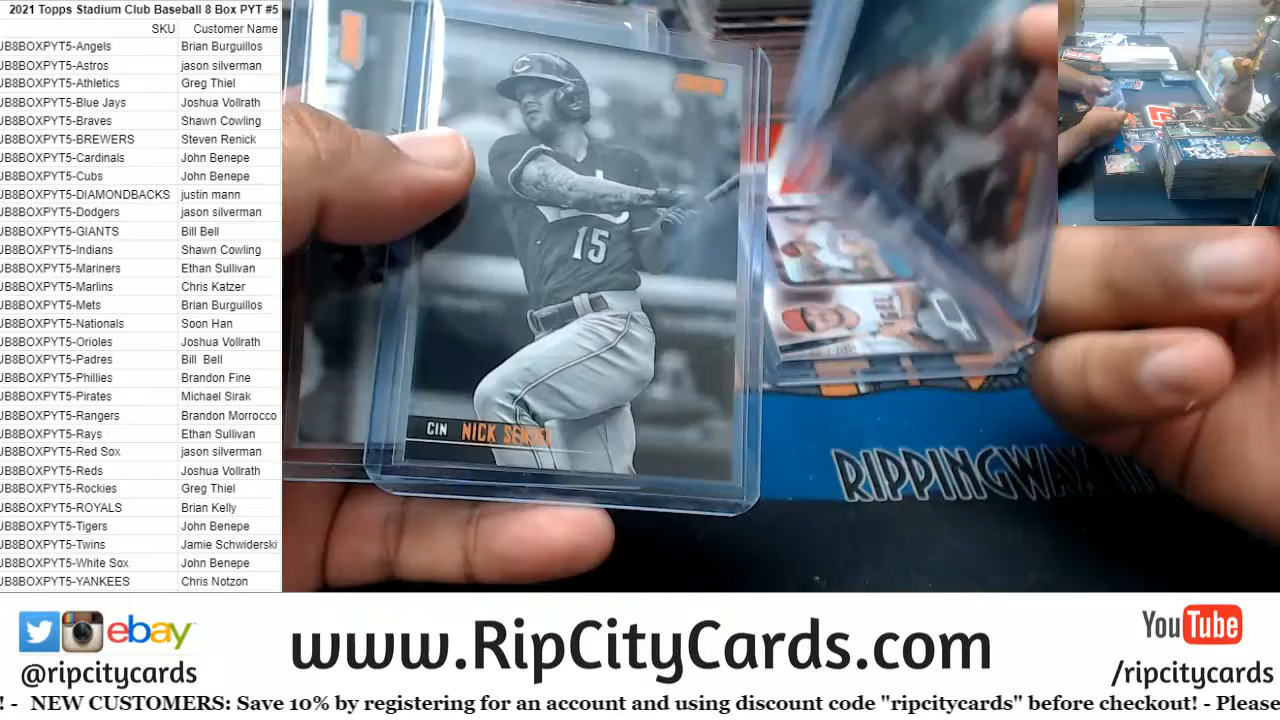 2021 Topps Stadium Club Baseball 8 Box PYT #5
SKU Customer Name
JB8BOXPYT5-Angels Brian Burguillos
JB8BOXPYT5-Astros jason silverman
JB8BOXPYT5-Athletics Greg Thiel
JB8BOXPYT5-Blue Jays Joshua Vollrath
JB8BOXPYT5-Braves Shawn Cowling
JB8BOXPYT5-BREWERS Steven Renick
JB8BOXPYT5-Cardinals John Benepe
JB8BOXPYT5-Cubs John Benepe
JB8BOXPYT5-DIAMONDBACKS justin mann
JB8BOXPYT5-Dodgers jason silverman
JB8BOXPYT5-GIANTS Bill Bell
JB8BOXPYT5-Indians Shawn Cowling
JB8BOXPYT5-Mariners Ethan Sullivan
JB8BOXPYT5-Marlins Chris Katzer
JB8BOXPYT5-Mets Brian Burguillos
JB8BOXPYT5-Nationals Soon Han
JB8BOXPYT5-Orioles Joshua Vollrath
JB8BOXPYT5-Padres Bill Bell
JB8BOXPYT5-Phillies Brandon Fine
JB8BOXPYT5-Pirates Michael Sirak
JB8BOXPYT5-Rangers Brandon Morrocco
JB8BOXPYT5-Rays Ethan Sullivan
JB8BOXPYT5-Red Sox jason silverman
JB8BOXPYT5-Reds Joshua Vollrath
JB8BOXPYT5-Rockies Greg Thiel
JB8BOXPYT5-ROYALS Brian Kelly
JB8BOXPYT5-Tigers John Benepe
JB8BOXPYT5-Twins Jamie Schwiderski
JB8BOXPYT5-White Sox John Benepe
JB8BOXPYT5-YANKEES Chris Notzon
15
CIN NICK
RIPPINGWAX
ebay
@ripcitycards
www.RipCityCards.com
YouTube
/ripcitycards
! - NEW CUSTOMERS: Save 10% by registering for an account and using discount code "ripcitycards" before checkout! - Please